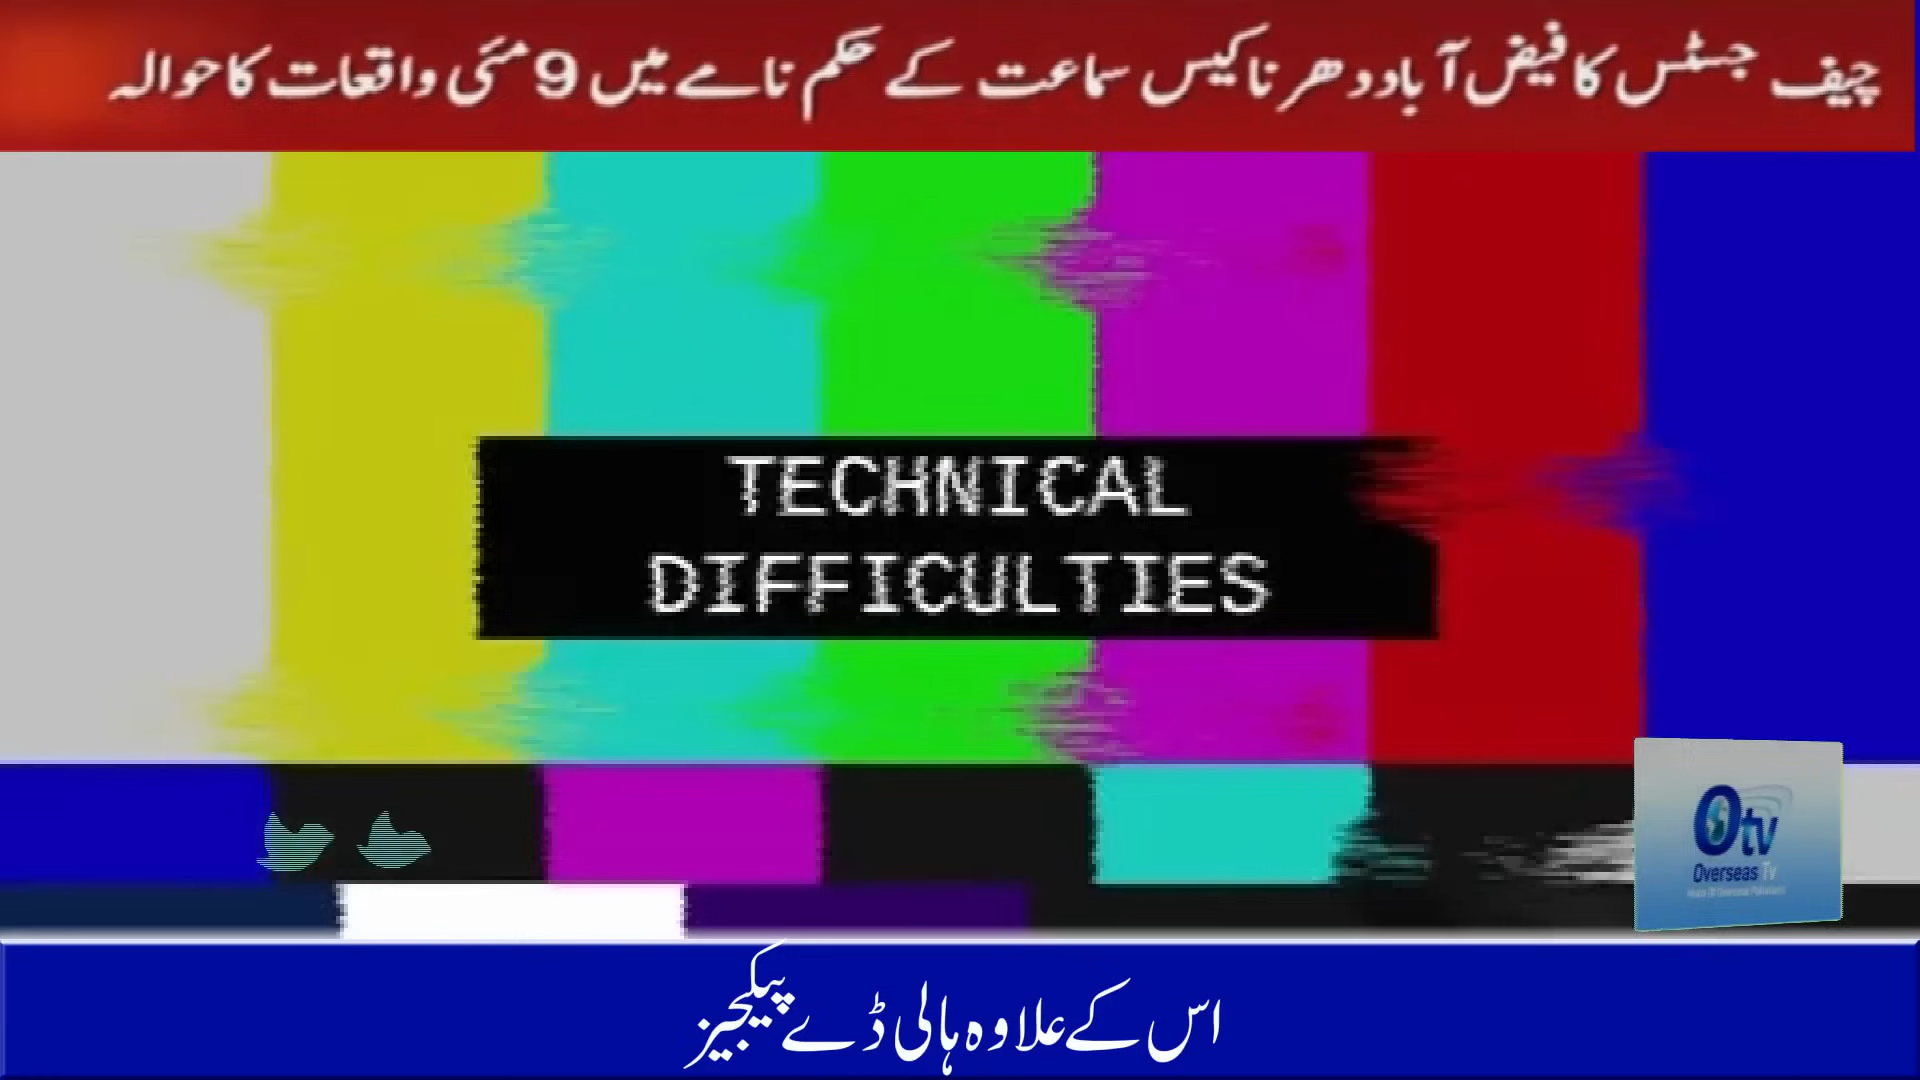 چیف جسٹس کا فیض آباد دھرنا کیس سماعت کے حکم نامے میں 9 مئی واقعات کا حوالہ
TECHNICAL
DIFFICULTIES
Otv
Overseas Tv
اس کے علاوہ ہالی ڈے پیکیجیز